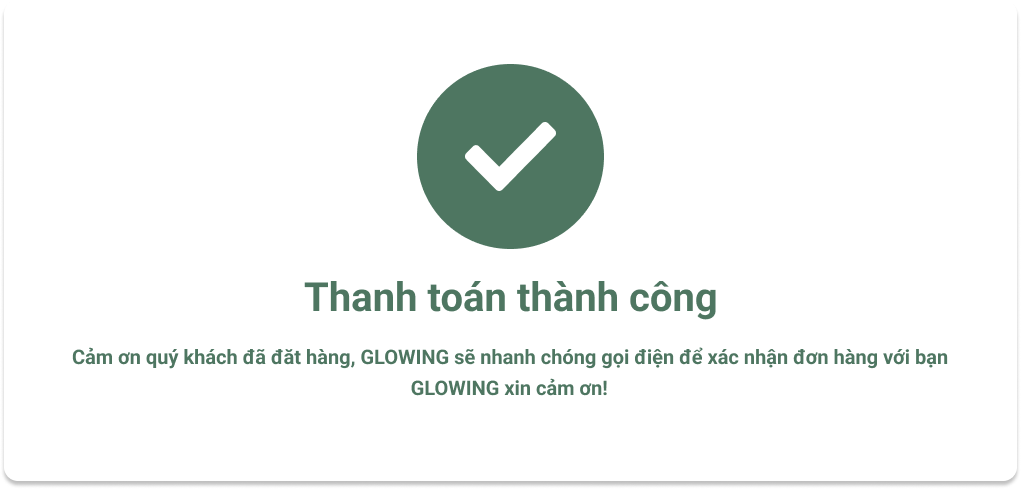 Thanh toán thành công
Cảm ơn quý khách đã đăt hàng, GLOWING sẽ nhanh chóng gọi điện để xác nhận đơn hàng với bạn
GLOWING xin cảm ơn!